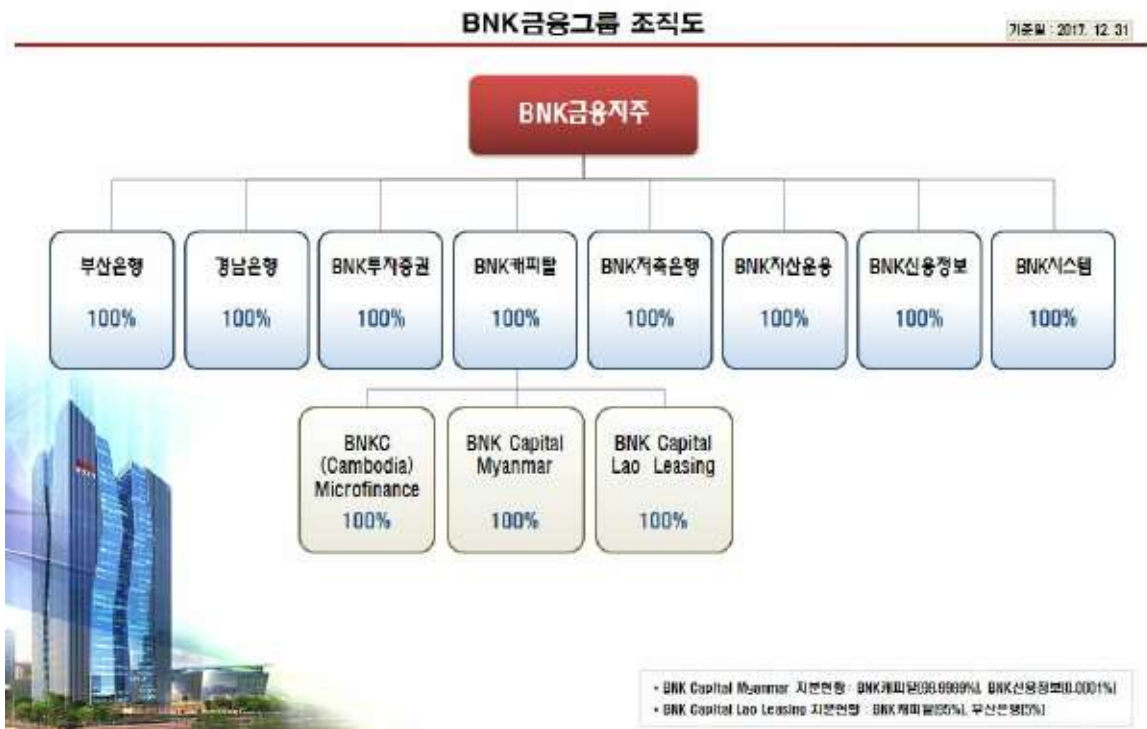 BNK금융그룹 조직도
기준일 : 2017. 12. 31
BNK금융지주
부산은행
100%
경남은행
100%
BNK투자증권
100%
BNK캐피탈
100%
BNK저축은행
100%
BNK자산운용
100%
BNK신용정보
100%
BNK시스템
100%
BNKC
(Cambodia)
Microfinance
100%
BNK Capital
Myanmar
100%
BNK Capital
Lao Leasing
100%
• BNK Capital Myanmar 지분현황 : BNK캐피탈(99.9999%), BNK신용정보(0.0001%)
• BNK Capital Lao Leasing 지분현황 : BNK캐피탈(95%), 부산은행(5%)